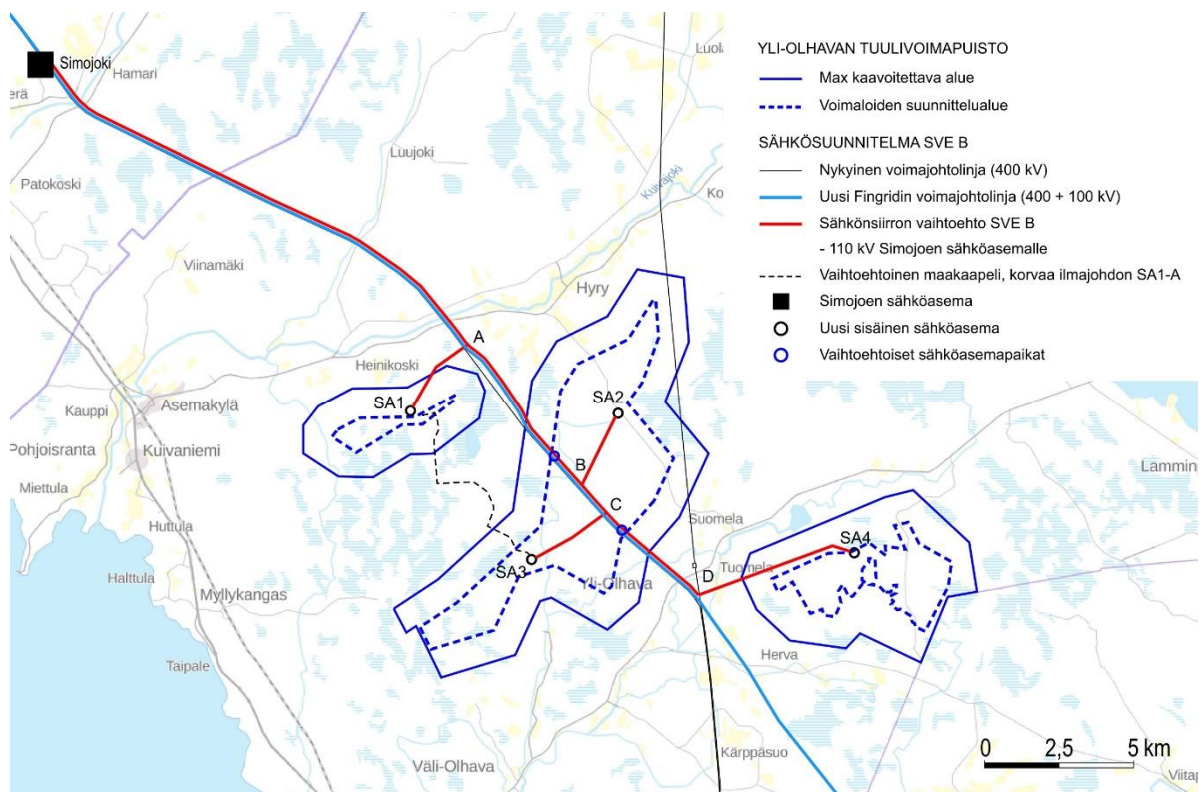 Simojoki
Hamari
erä
Luola
Luujoki
Patokoski
Kuivajoki
Ko
Viinamäki
Hyry
A
Heinikoski
SA1
SA2
Kauppi
Asemakylä
Pohjoisranta
Kuivaniemi
B
Miettula
C
Huttula
Suomela
SA3
Halttula
Yli-Olhava
D
Tuomela
SA4
Lammin
Myllykangas
Taipale
Herva
Kärppäsuo
Väli-Olhava
Viitap
YLI-OLHAVAN TUULIVOIMAPUISTO
Max kaavoitettava alue
Voimaloiden suunnittelualue
SÄHKÖSUUNNITELMA SVE B
Nykyinen voimajohtolinja (400 kV)
Uusi Fingridin voimajohtolinja (400 + 100 kV)
Sähkönsiirron vaihtoehto SVE B
- 110 kV Simojoen sähköasemalle
Vaihtoehtoinen maakaapeli, korvaa ilmajohdon SA1-A
Simojoen sähköasema
Uusi sisäinen sähköasema
Vaihtoehtoiset sähköasemapaikat
0 2,5 5 km